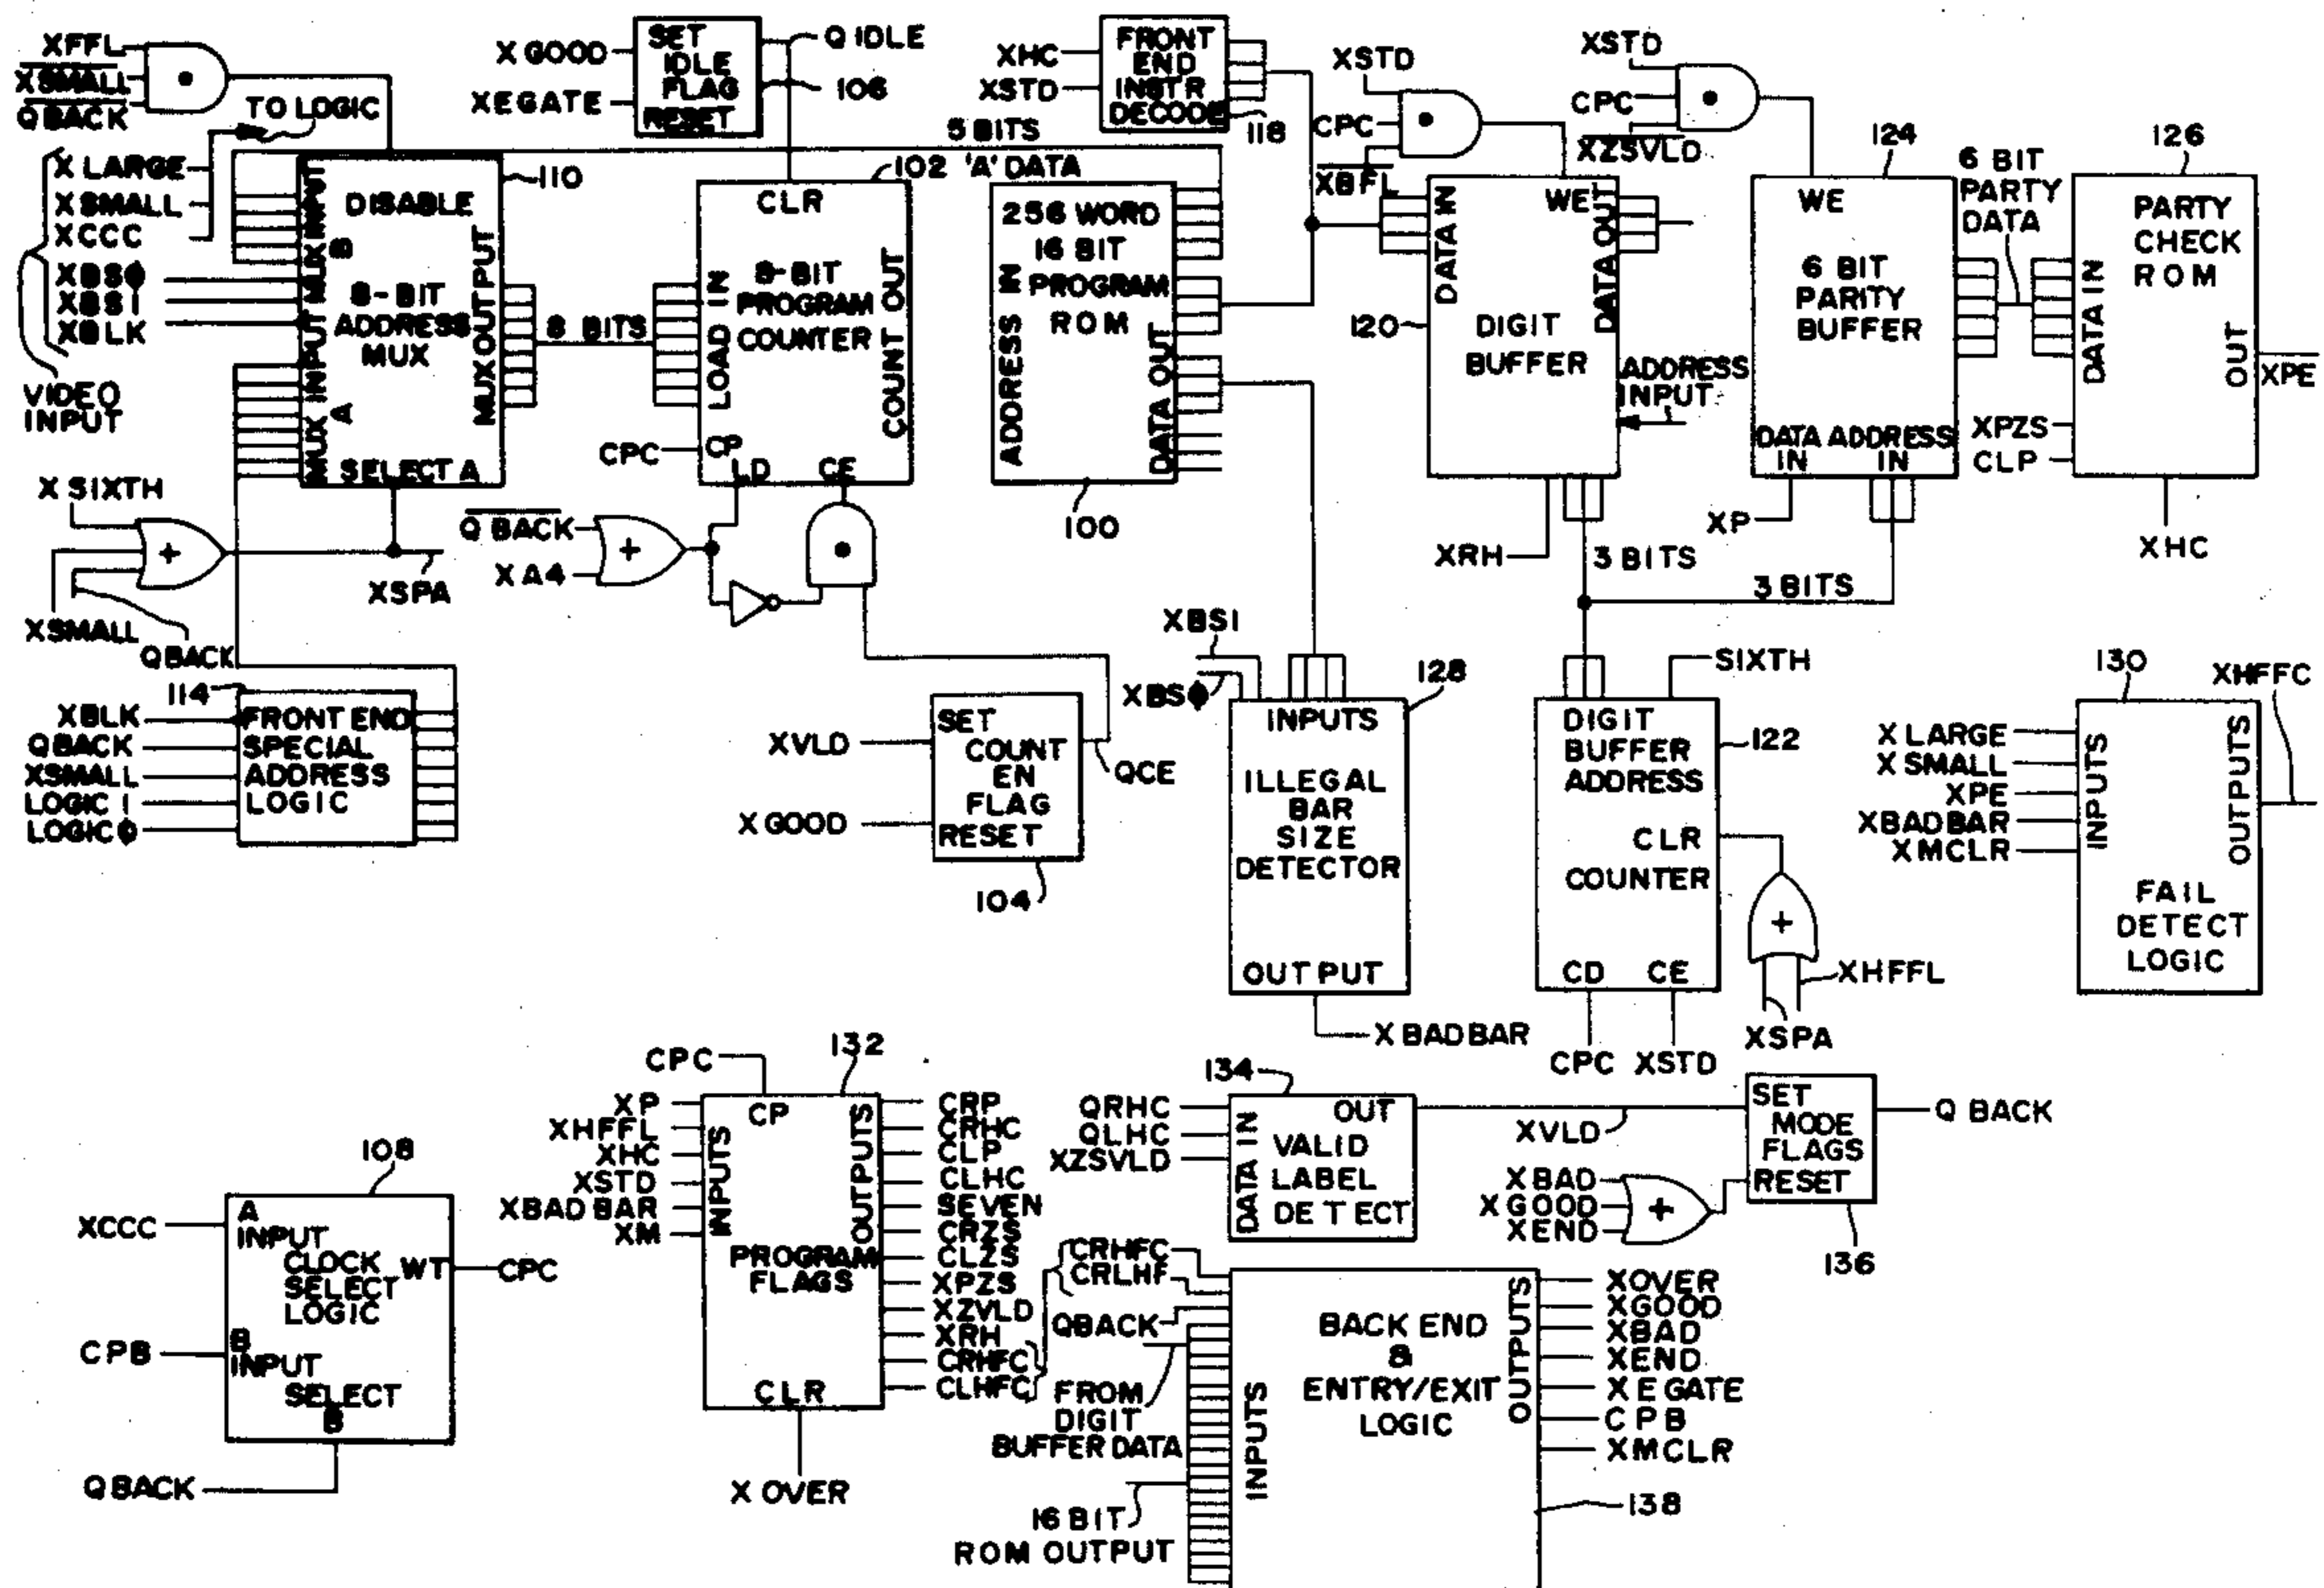 XFFL
XSMALL
QBACK
TO LOGIC
X LARGE
XSMALL
XCCC
XBSϕ
XBS1
XBLK
VIDEO
INPUT
MUX INPUT
B
MUX INPUT
A
DISABLE
8-BIT
ADDRESS
MUX
MUX OUTPUT
SELECT A
110
X SIXTH
XSMALL
QBACK
XSPA
X GOOD
XEGATE
SET
IDLE
FLAG
RESET
Q IDLE
106
8 BITS
102
CLR
LOAD IN
8-BIT
PROGRAM
COUNTER
COUNT OUT
CPC
CP
LD
CE
Q BACK
XA4
5 BITS
'A' DATA
256 WORD
16 BIT
PROGRAM
ROM
ADDRESS IN
DATA OUT
100
XHC
XSTD
FRONT
END
INSTR
DECODE
118
XSTD
CPC
XBFL
DATA IN
WE
DATA OUT
DIGIT
BUFFER
120
ADDRESS
INPUT
XRH
3 BITS
3 BITS
XSTD
CPC
XZSVLD
124
WE
6 BIT
PARITY
BUFFER
DATA
IN
ADDRESS
IN
XP
6 BIT
PARTY
DATA
126
PARTY
CHECK
ROM
DATA IN
OUT
XPE
XPZS
CLP
XHC
114
XBLK
QBACK
XSMALL
LOGIC 1
LOGIC ϕ
FRONT END
SPECIAL
ADDRESS
LOGIC
XVLD
X GOOD
SET
COUNT
EN
FLAG
RESET
QCE
104
XBS1
XBSϕ
128
INPUTS
ILLEGAL
BAR
SIZE
DETECTOR
OUTPUT
X BADBAR
SIXTH
DIGIT
BUFFER
ADDRESS
CLR
COUNTER
CD
CE
122
CPC
XSTD
XHFFL
XSPA
130
XHFFC
X LARGE
X SMALL
XPE
XBADBAR
XMCLR
INPUTS
OUTPUTS
FAIL
DETECT
LOGIC
108
XCCC
CPB
A
INPUT
CLOCK
SELECT
LOGIC
WT
CPC
B
INPUT
SELECT
B
QBACK
CPC
132
XP
XHFFL
XHC
XSTD
XBADBAR
XM
INPUTS
CP
OUTPUTS
PROGRAM
FLAGS
CLR
X OVER
CRP
CRHC
CLP
CLHC
SEVEN
CRZS
CLZS
XPZS
XZVLD
XRH
CRHFC
CLHFC
134
QRHC
QLHC
XZSVLD
DATA IN
OUT
VALID
LABEL
DETECT
XVLD
XBAD
XGOOD
XEND
SET
MODE
FLAGS
RESET
Q BACK
136
CRHFC
CRLHF
QBACK
FROM
DIGIT
BUFFER DATA
16 BIT
ROM OUTPUT
INPUTS
BACK END
&
ENTRY/EXIT
LOGIC
OUTPUTS
XOVER
XGOOD
XBAD
XEND
XEGATE
CPB
XMCLR
138